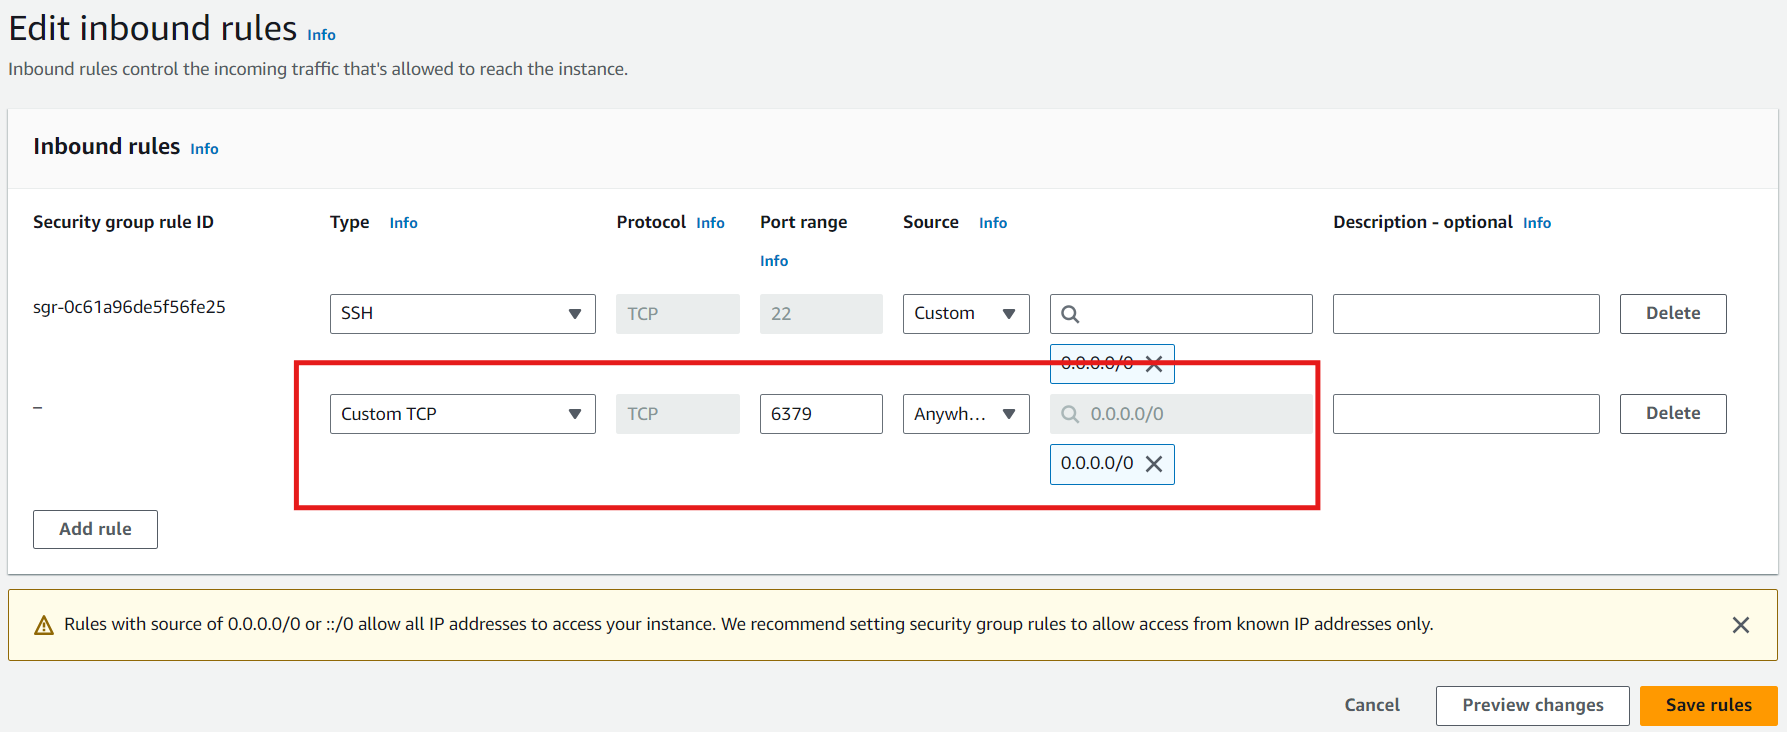 Edit inbound rules Info
Inbound rules control the incoming traffic that's allowed to reach the instance.
Inbound rules Info
Security group rule ID Type Info Protocol Info Port range Info Source Info Description - optional Info
sgr-0c61a96de5f56fe25 SSH TCP 22 Custom Delete
0.0.0.0/0
– Custom TCP TCP 6379 Anywh... 0.0.0.0/0 Delete
0.0.0.0/0
Add rule
Rules with source of 0.0.0.0/0 or ::/0 allow all IP addresses to access your instance. We recommend setting security group rules to allow access from known IP addresses only.
Cancel Preview changes Save rules